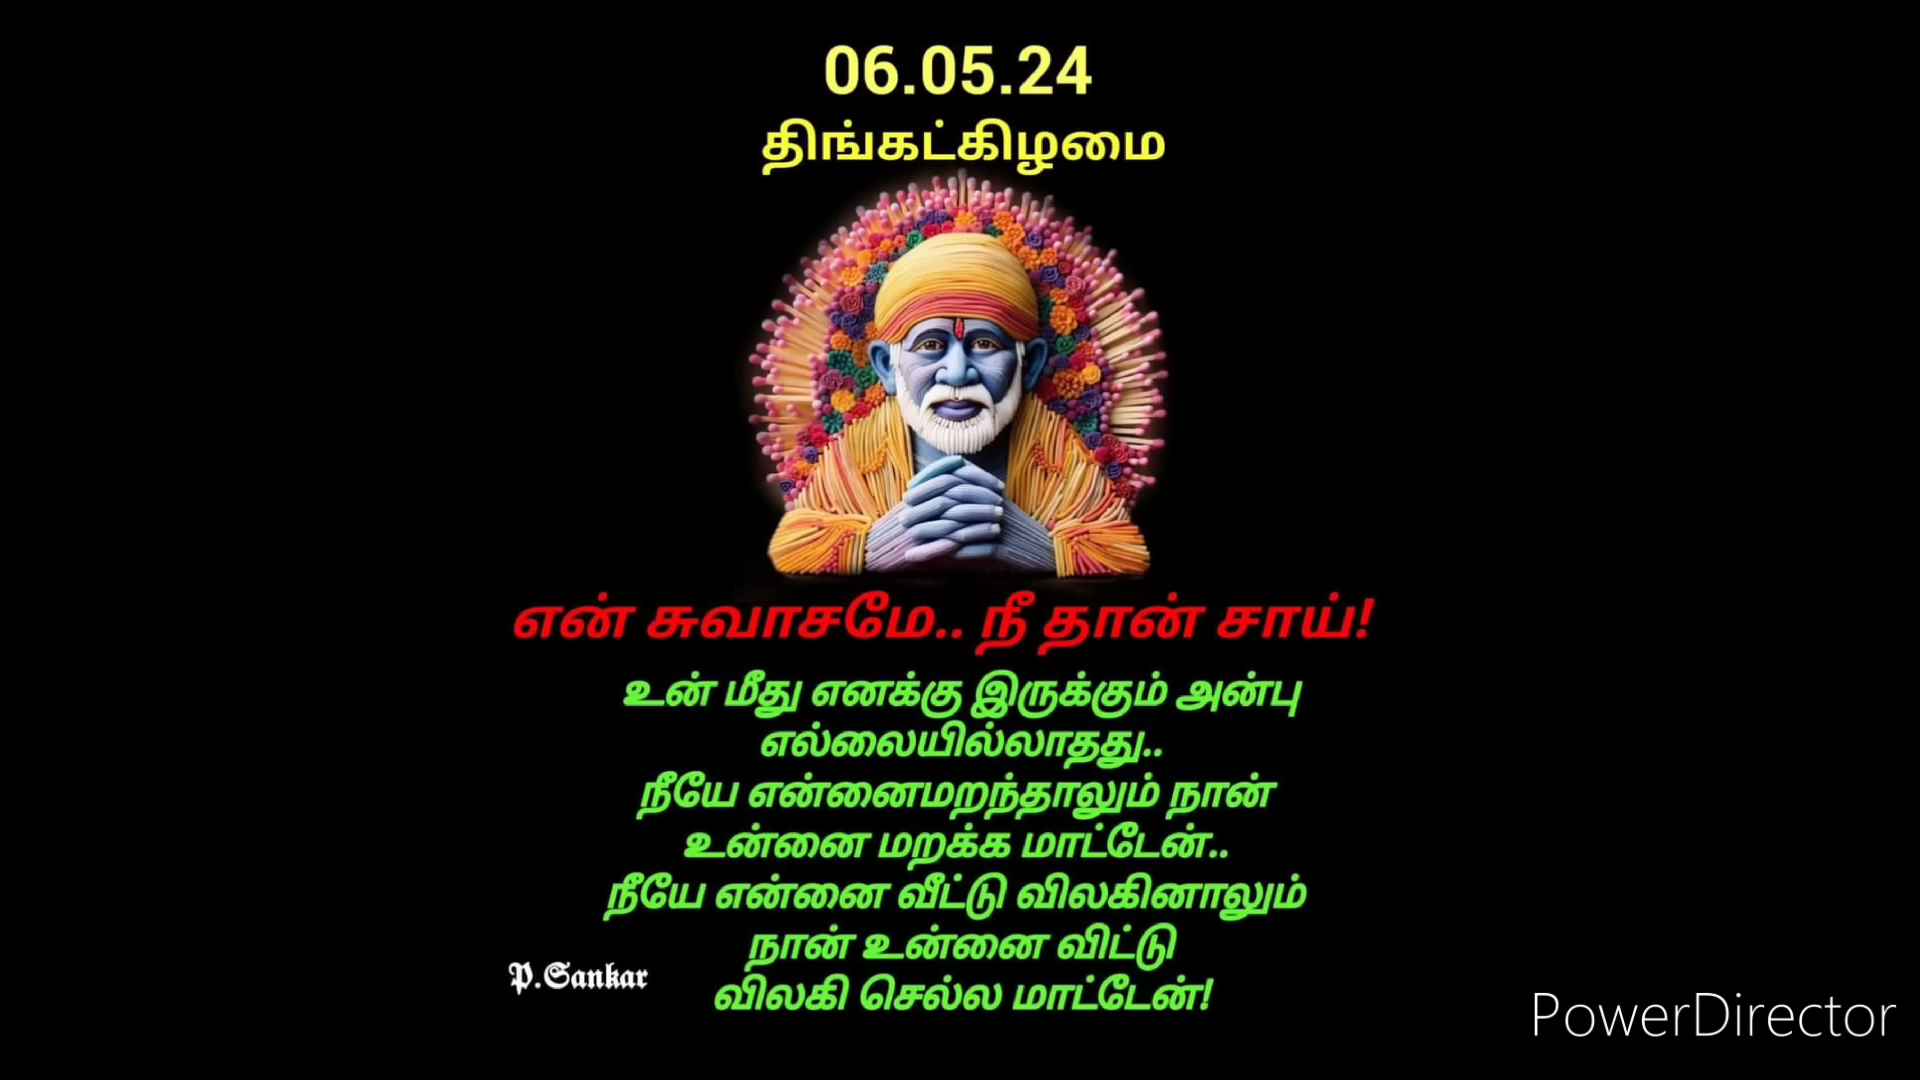 06.05.24
திங்கட்கிழமை
என் சுவாசமே.. நீ தான் சாய்!
உன் மீது எனக்கு இருக்கும் அன்பு
எல்லையில்லாதது..
நீயே என்னைமறந்தாலும் நான்
உன்னை மறக்க மாட்டேன்..
நீயே என்னை வீட்டு விலகினாலும்
நான் உன்னை விட்டு
விலகி செல்ல மாட்டேன்!
P.Sankar
PowerDirector